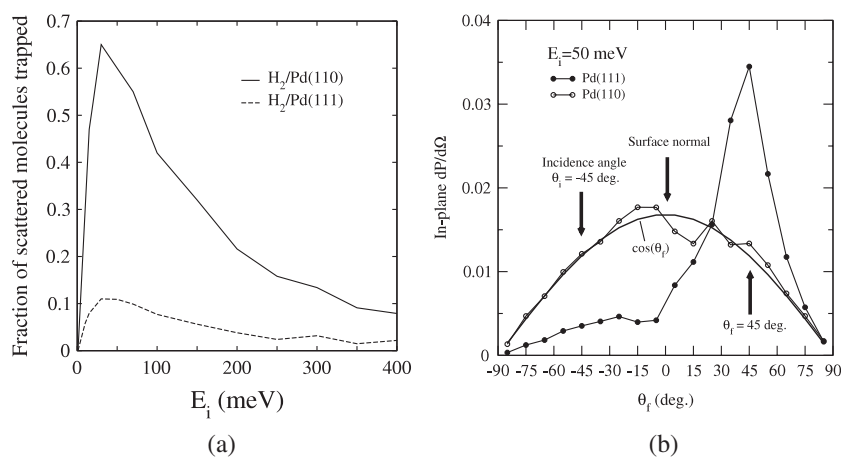 0.7
0.6
0.5
0.4
0.3
0.2
0.1
0
Fraction of scattered molecules trapped
H2/Pd(110)
H2/Pd(111)
0 100 200 300 400
Ei (meV)
(a)
0.04
0.03
0.02
0.01
0
In-plane dP/dΩ
Ei=50 meV
Pd(111)
Pd(110)
Surface normal
Incidence angle
θi = -45 deg.
cos(θf)
θf = 45 deg.
-90 -75 -60 -45 -30 -15 0 15 30 45 60 75 90
θf (deg.)
(b)